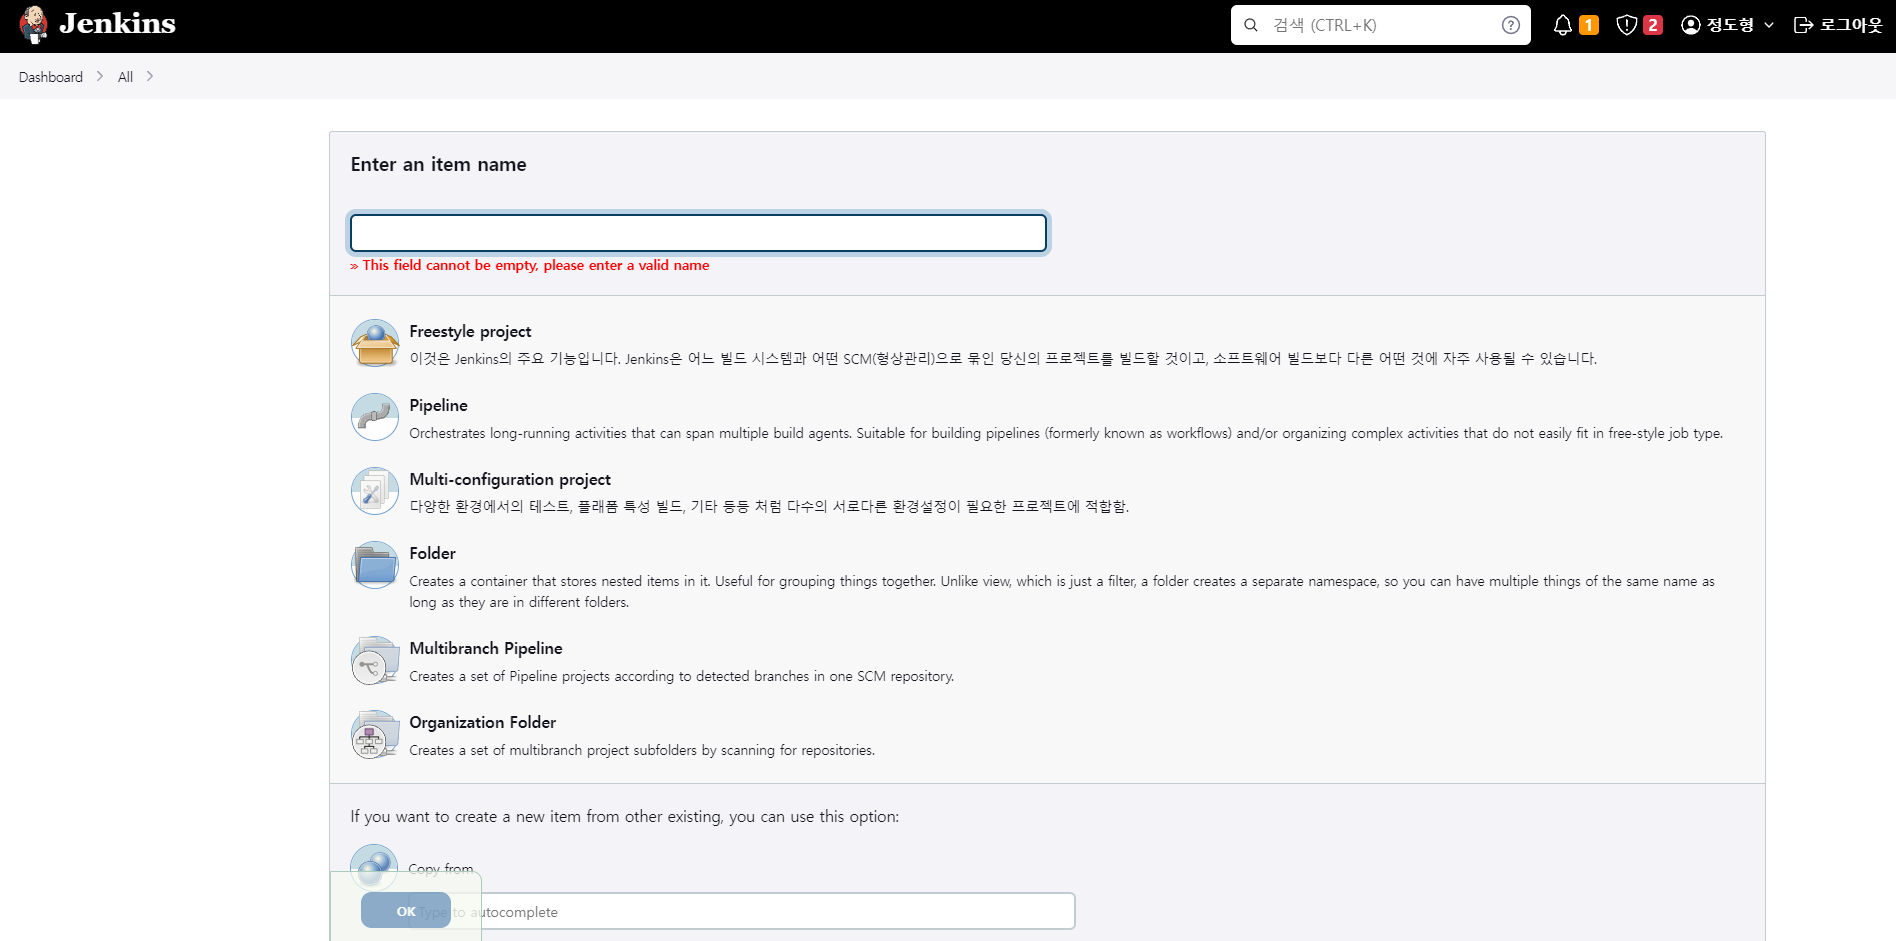 Jenkins
검색 (CTRL+K)
1
2
정도형
로그아웃
Dashboard
All
Enter an item name
» This field cannot be empty, please enter a valid name
Freestyle project
이것은 Jenkins의 주요 기능입니다. Jenkins은 어느 빌드 시스템과 어떤 SCM(형상관리)으로 묶인 당신의 프로젝트를 빌드할 것이고, 소프트웨어 빌드보다 다른 어떤 것에 자주 사용될 수 있습니다.
Pipeline
Orchestrates long-running activities that can span multiple build agents. Suitable for building pipelines (formerly known as workflows) and/or organizing complex activities that do not easily fit in free-style job type.
Multi-configuration project
다양한 환경에서의 테스트, 플래폼 특성 빌드, 기타 등등 처럼 다수의 서로다른 환경설정이 필요한 프로젝트에 적합함.
Folder
Creates a container that stores nested items in it. Useful for grouping things together. Unlike view, which is just a filter, a folder creates a separate namespace, so you can have multiple things of the same name as
long as they are in different folders.
Multibranch Pipeline
Creates a set of Pipeline projects according to detected branches in one SCM repository.
Organization Folder
Creates a set of multibranch project subfolders by scanning for repositories.
If you want to create a new item from other existing, you can use this option:
Copy from
OK
Type to autocomplete